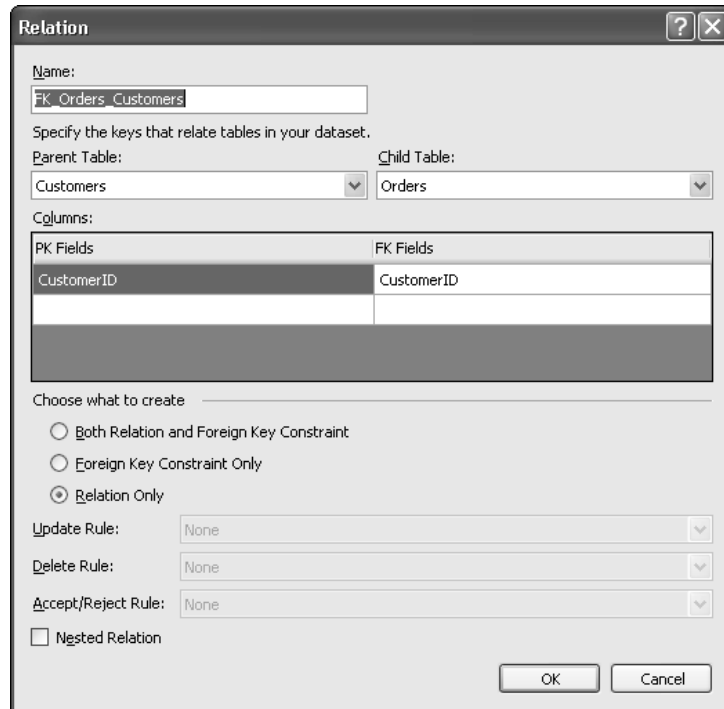 Relation
Name:
FK_Orders_Customers
Specify the keys that relate tables in your dataset.
Parent Table: Child Table:
Customers Orders
Columns:
PK Fields FK Fields
CustomerID CustomerID
Choose what to create
Both Relation and Foreign Key Constraint
Foreign Key Constraint Only
Relation Only
Update Rule: None
Delete Rule: None
Accept/Reject Rule: None
Nested Relation
OK Cancel